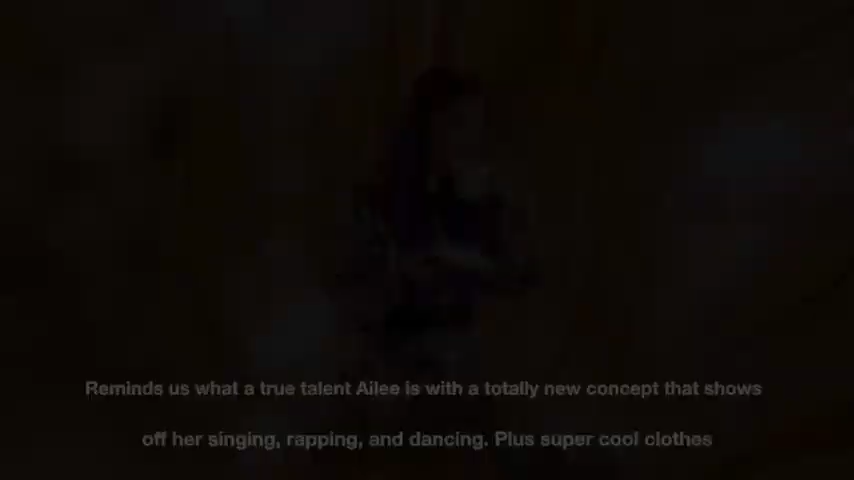 Reminds us what a true talent Ailee is with a totally new concept that shows
off her singing, rapping, and dancing. Plus super cool clothes